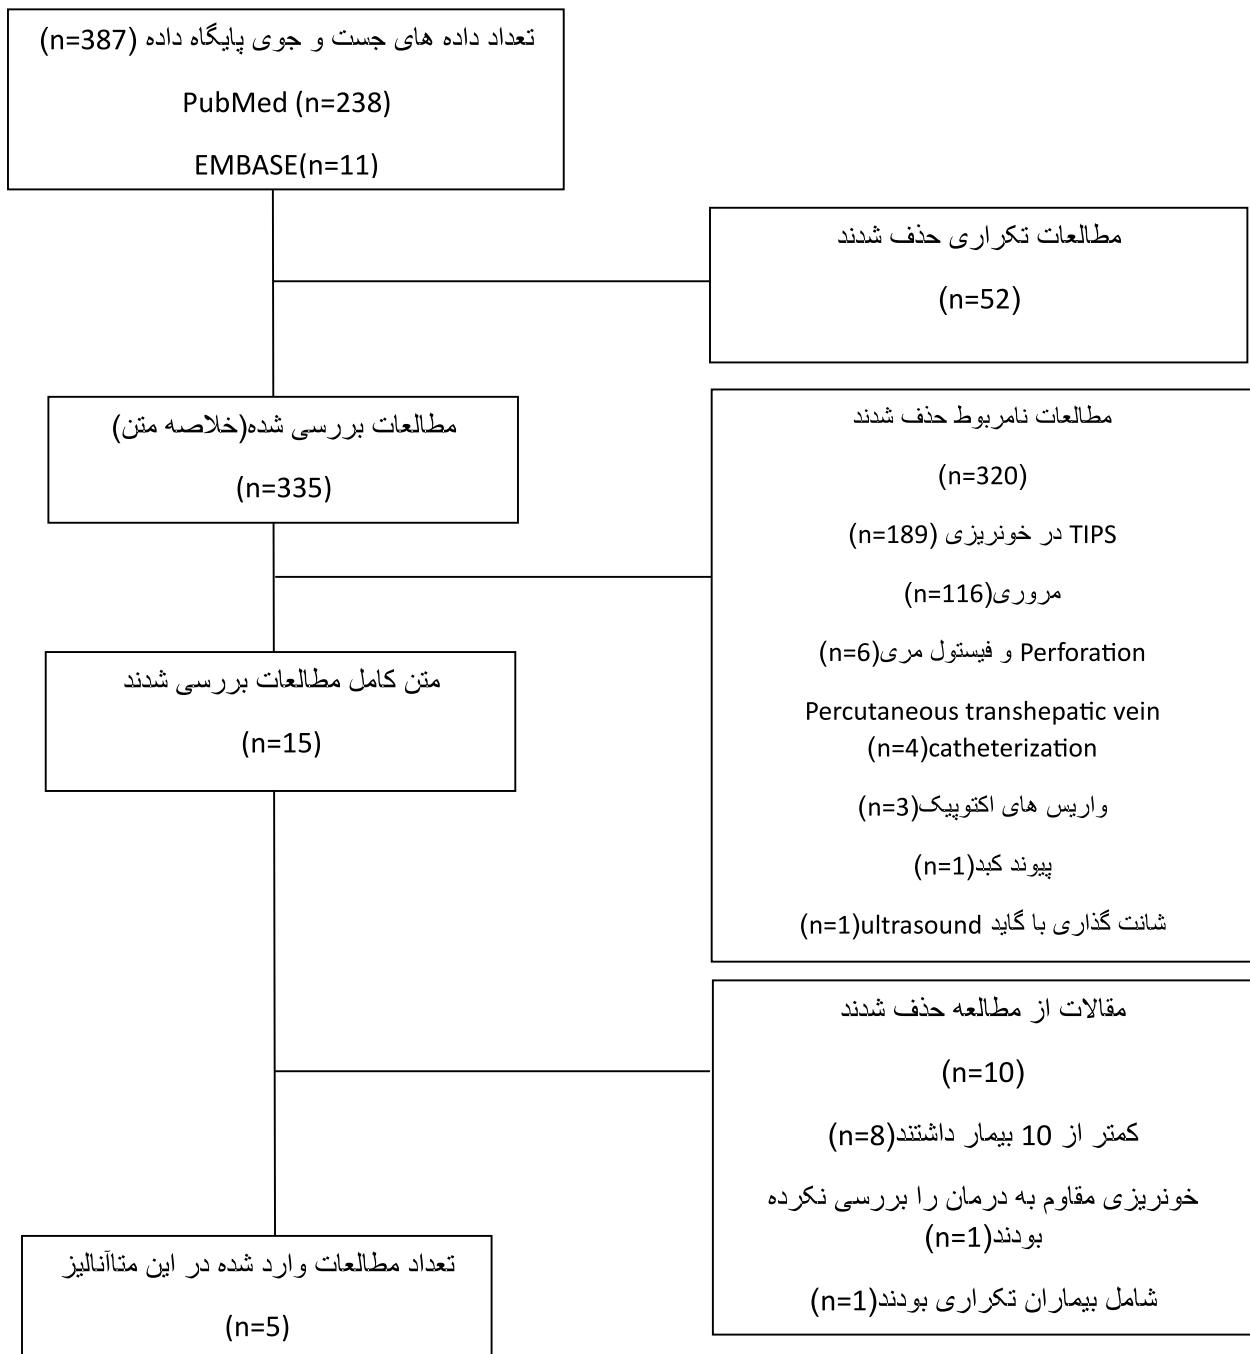 تعداد داده های جست و جوی پایگاه داده (n=387)
PubMed (n=238)
EMBASE(n=11)
مطالعات تکراری حذف شدند
(n=52)
مطالعات بررسی شده(خلاصه متن)
(n=335)
مطالعات نامربوط حذف شدند
(n=320)
TIPS در خونریزی (n=189)
مروری(n=116)
Perforation و فیستول مری(n=6)
Percutaneous transhepatic vein
catheterization(n=4)
واریس های اکتوپیک(n=3)
پیوند کبد(n=1)
شانت گذاری با گاید ultrasound(n=1)
متن کامل مطالعات بررسی شدند
(n=15)
مقالات از مطالعه حذف شدند
(n=10)
کمتر از 10 بیمار داشتند(n=8)
خونریزی مقاوم به درمان را بررسی نکرده
بودند(n=1)
شامل بیماران تکراری بودند(n=1)
تعداد مطالعات وارد شده در این متاآنالیز
(n=5)